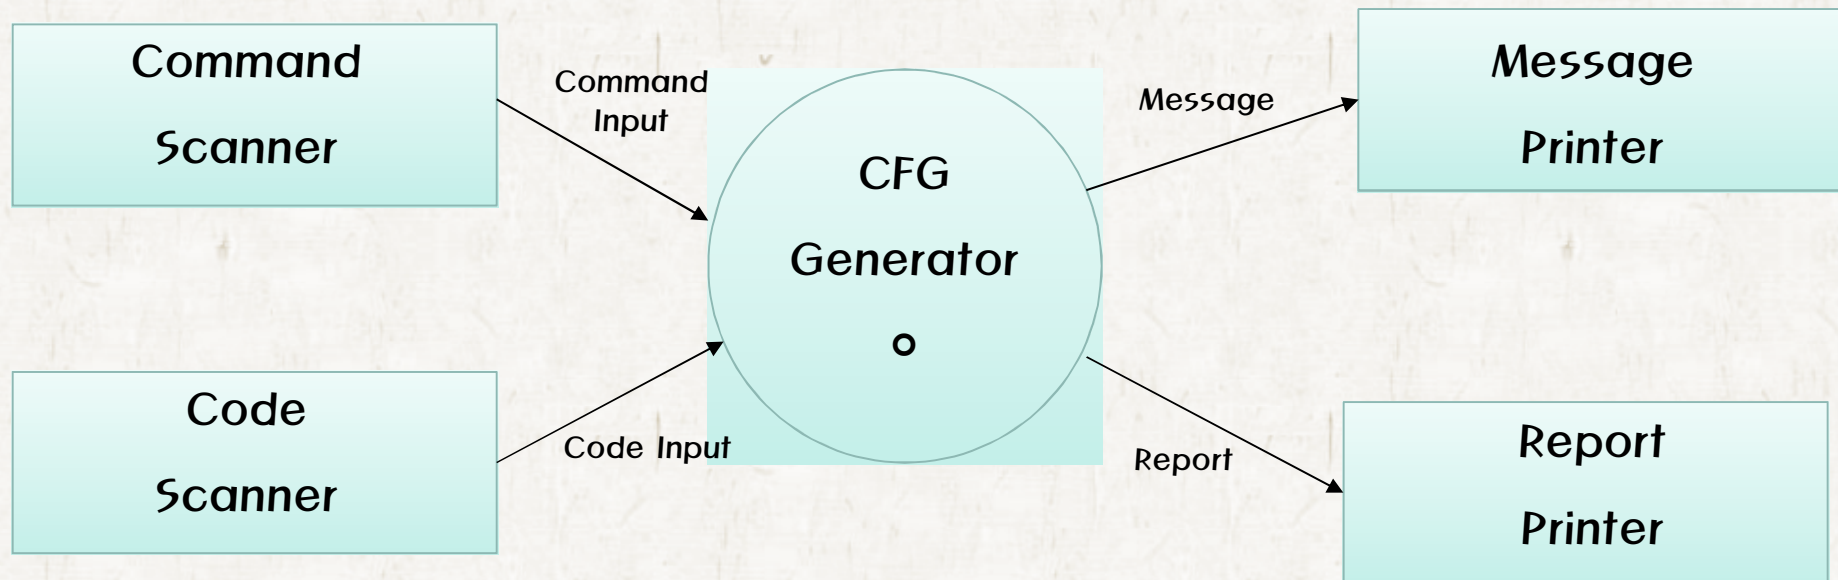 Command
Scanner
Command
Input
CFG
Generator
0
Message
Message
Printer
Code
Scanner
Code Input
Report
Report
Printer